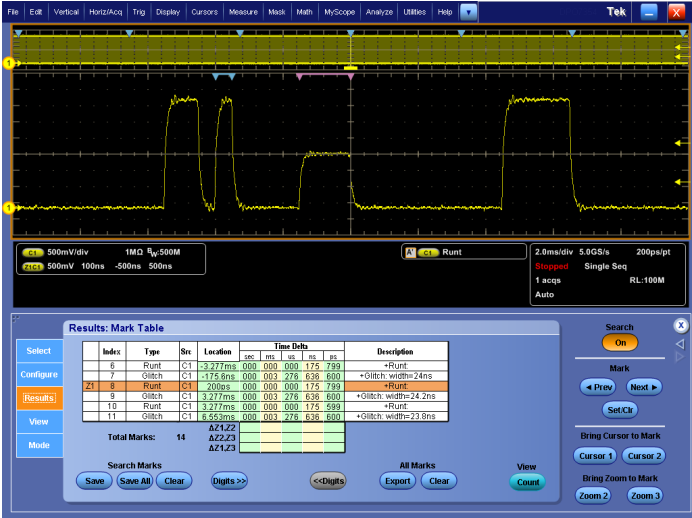 File Edit Vertical Horiz/Acq Trig Display Cursors Measure Mask Math MyScope Analyze Utilities Help Tek X
1
1
C1 500mV/div 1MΩ BW:500M
Z1C1 500mV 100ns -500ns 500ns
A' C1 Runt
2.0ms/div 5.0GS/s 200ps/pt
Stopped Single Seq
1 acqs RL:100M
Auto
Results: Mark Table
Select
Configure
Results
View
Mode
Index Type Src Location Time Delta Description
sec ms us ns ps
6 Runt C1 -3.277ms 000 000 000 175 799 +Runt:
7 Glitch C1 -175.6ns 000 003 276 636 600 +Glitch: width=24ns
Z1 8 Runt C1 200ps 000 000 000 175 799 +Runt:
9 Glitch C1 3.277ms 000 003 276 636 600 +Glitch: width=24.2ns
10 Runt C1 3.277ms 000 000 000 175 599 +Runt:
11 Glitch C1 6.553ms 000 003 276 636 600 +Glitch: width=23.8ns
ΔZ1,Z2
Total Marks: 14 ΔZ2,Z3
ΔZ1,Z3
Search Marks
Save Save All Clear Digits >> <<Digits
All Marks
Export Clear
View
Count
Search
On
Mark
Prev Next
Set/Clr
Bring Cursor to Mark
Cursor 1 Cursor 2
Bring Zoom to Mark
Zoom 2 Zoom 3
X